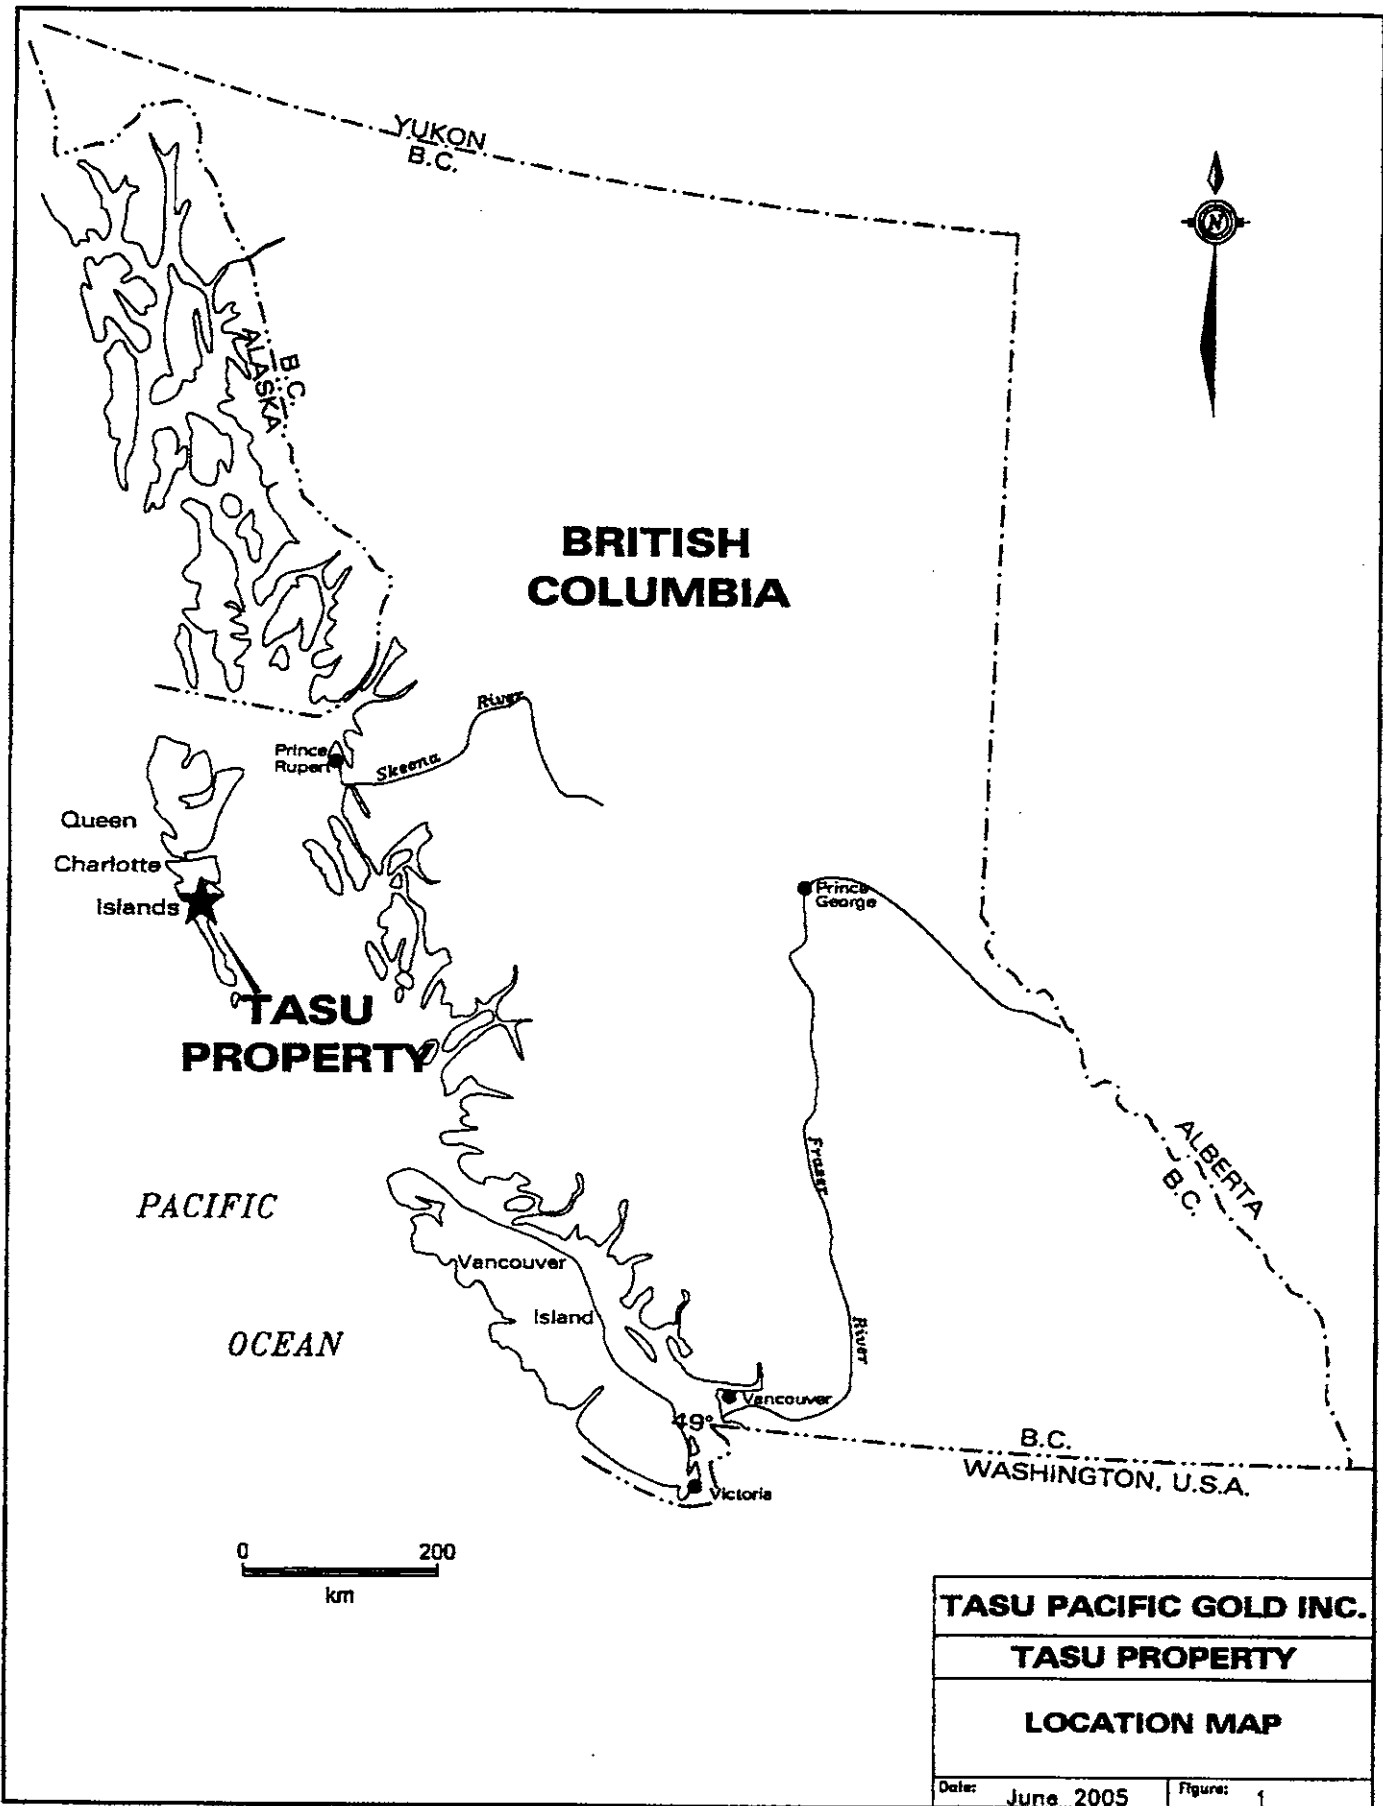 YUKON
B.C.
N
B.C.
ALASKA
BRITISH
COLUMBIA
River
Skeena
Prince
Rupert
Queen
Charlotte
Islands
Prince
George
TASU
PROPERTY
Fraser
River
ALBERTA
B.C.
PACIFIC
OCEAN
Vancouver
Island
Vancouver
49°
B.C.
WASHINGTON, U.S.A.
Victoria
0 200
km
TASU PACIFIC GOLD INC.
TASU PROPERTY
LOCATION MAP
Date: June 2005 Figure: 1